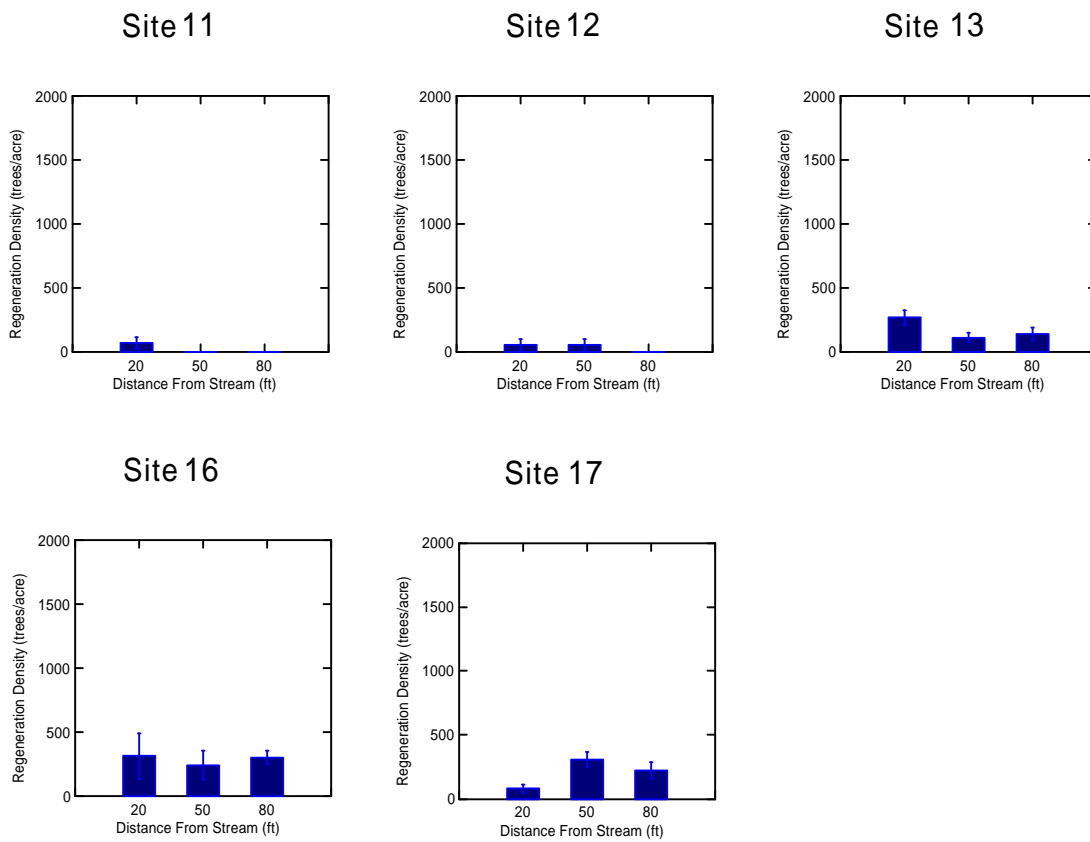 Site 11
Site 12
Site 13
2000
1500
1000
500
0
Regeneration Density (trees/acre)
20 50 80
Distance From Stream (ft)
2000
1500
1000
500
0
Regeneration Density (trees/acre)
20 50 80
Distance From Stream (ft)
2000
1500
1000
500
0
Regeneration Density (trees/acre)
20 50 80
Distance From Stream (ft)
Site 16
Site 17
2000
1500
1000
500
0
Regeneration Density (trees/acre)
20 50 80
Distance From Stream (ft)
2000
1500
1000
500
0
Regeneration Density (trees/acre)
20 50 80
Distance From Stream (ft)